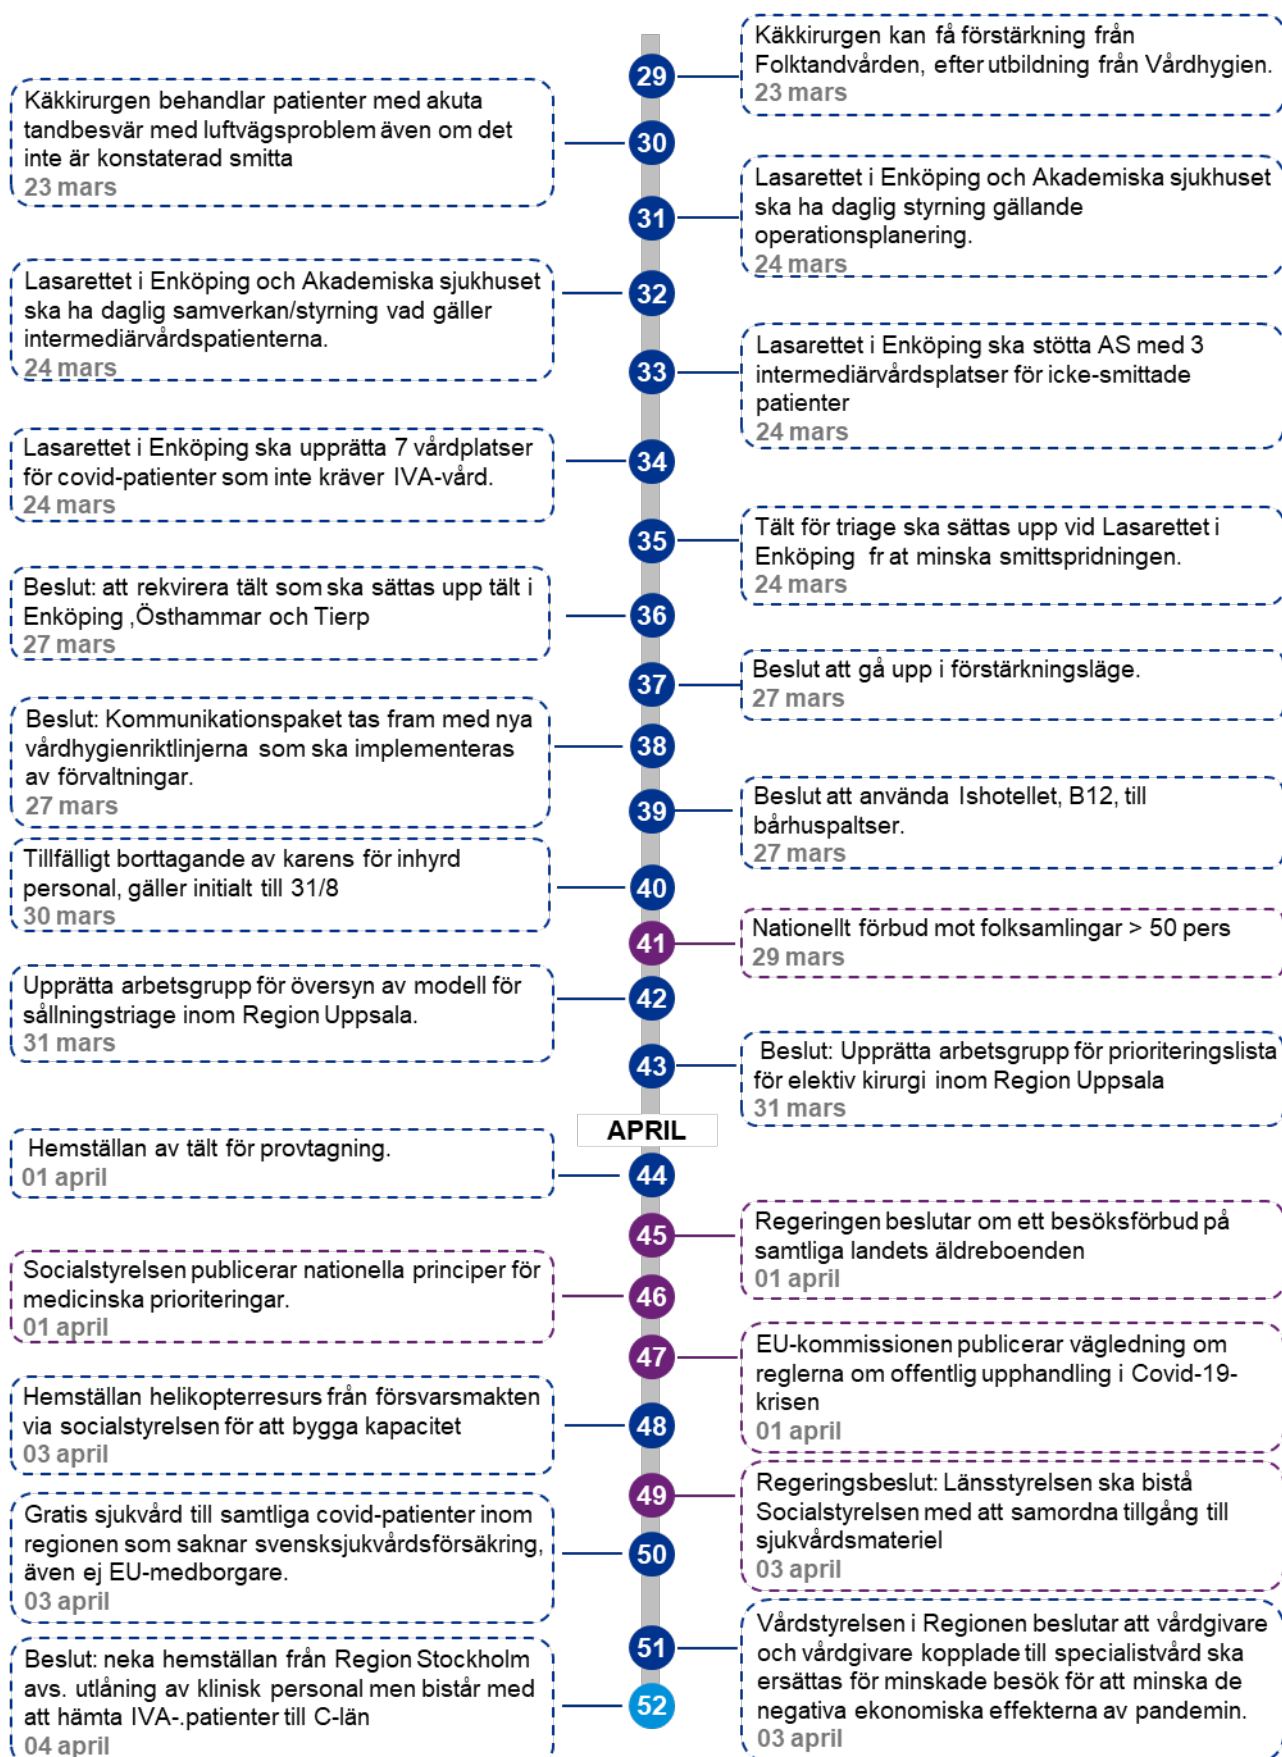 29
Käkkirurgen kan få förstärkning från
Folktandvården, efter utbildning från Vårdhygien.
23 mars
Käkkirurgen behandlar patienter med akuta
tandbesvär med luftvägsproblem även om det
inte är konstaterad smitta
23 mars
30
31
Lasarettet i Enköping och Akademiska sjukhuset
ska ha daglig styrning gällande
operationsplanering.
24 mars
Lasarettet i Enköping och Akademiska sjukhuset
ska ha daglig samverkan/styrning vad gäller
intermediärvårdspatienterna.
24 mars
32
33
Lasarettet i Enköping ska stötta AS med 3
intermediärvårdsplatser för icke-smittade
patienter
24 mars
Lasarettet i Enköping ska upprätta 7 vårdplatser
för covid-patienter som inte kräver IVA-vård.
24 mars
34
35
Tält för triage ska sättas upp vid Lasarettet i
Enköping fr at minska smittspridningen.
24 mars
Beslut: att rekvirera tält som ska sättas upp tält i
Enköping ,Östhammar och Tierp
27 mars
36
37
Beslut att gå upp i förstärkningsläge.
27 mars
Beslut: Kommunikationspaket tas fram med nya
vårdhygienriktlinjerna som ska implementeras
av förvaltningar.
27 mars
38
39
Beslut att använda Ishotellet, B12, till
bårhuspaltser.
27 mars
Tillfälligt borttagande av karens för inhyrd
personal, gäller initialt till 31/8
30 mars
40
41
Nationellt förbud mot folksamlingar > 50 pers
29 mars
Upprätta arbetsgrupp för översyn av modell för
sållningstriage inom Region Uppsala.
31 mars
42
43
Beslut: Upprätta arbetsgrupp för prioriteringslista
för elektiv kirurgi inom Region Uppsala
31 mars
APRIL
Hemställan av tält för provtagning.
01 april
44
45
Regeringen beslutar om ett besöksförbud på
samtliga landets äldreboenden
01 april
Socialstyrelsen publicerar nationella principer för
medicinska prioriteringar.
01 april
46
47
EU-kommissionen publicerar vägledning om
reglerna om offentlig upphandling i Covid-19-
krisen
01 april
Hemställan helikopterresurs från försvarsmakten
via socialstyrelsen för att bygga kapacitet
03 april
48
49
Regeringsbeslut: Länsstyrelsen ska bistå
Socialstyrelsen med att samordna tillgång till
sjukvårdsmateriel
03 april
Gratis sjukvård till samtliga covid-patienter inom
regionen som saknar svensksjukvårdsförsäkring,
även ej EU-medborgare.
03 april
50
51
Vårdstyrelsen i Regionen beslutar att vårdgivare
och vårdgivare kopplade till specialistvård ska
ersättas för minskade besök för att minska de
negativa ekonomiska effekterna av pandemin.
03 april
Beslut: neka hemställan från Region Stockholm
avs. utlåning av klinisk personal men bistår med
att hämta IVA-.patienter till C-län
04 april
52